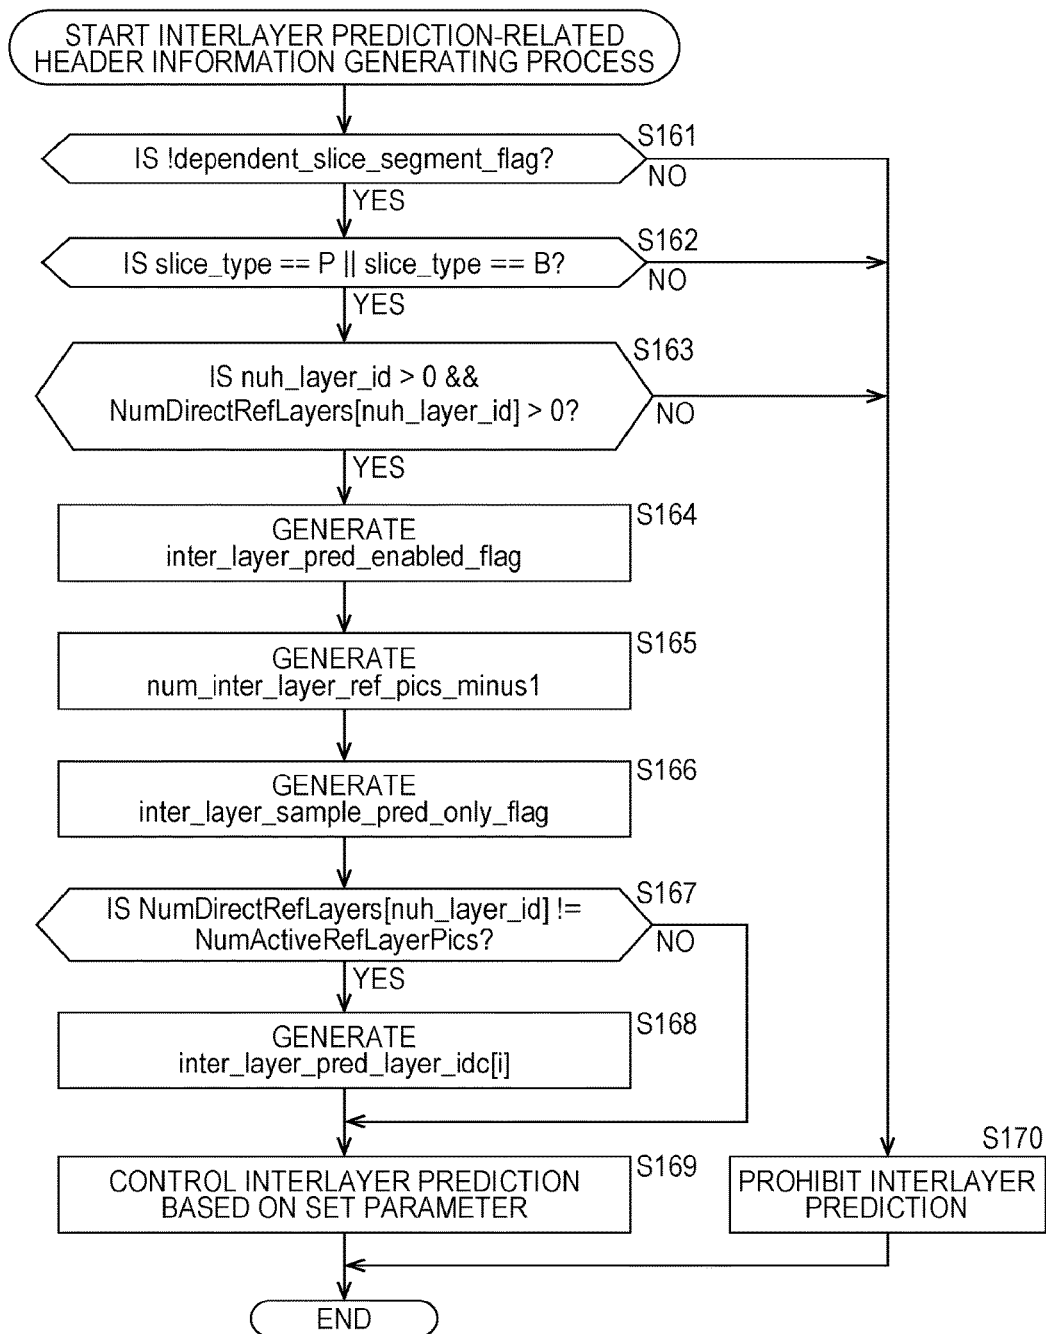 START INTERLAYER PREDICTION-RELATED
HEADER INFORMATION GENERATING PROCESS
S161
IS !dependent_slice_segment_flag?
NO
YES
S162
IS slice_type == P || slice_type == B?
NO
YES
S163
IS nuh_layer_id > 0 &&
NumDirectRefLayers[nuh_layer_id] > 0?
NO
YES
S164
GENERATE
inter_layer_pred_enabled_flag
S165
GENERATE
num_inter_layer_ref_pics_minus1
S166
GENERATE
inter_layer_sample_pred_only_flag
S167
IS NumDirectRefLayers[nuh_layer_id] !=
NumActiveRefLayerPics?
NO
YES
S168
GENERATE
inter_layer_pred_layer_idc[i]
S169
CONTROL INTERLAYER PREDICTION
BASED ON SET PARAMETER
S170
PROHIBIT INTERLAYER
PREDICTION
END